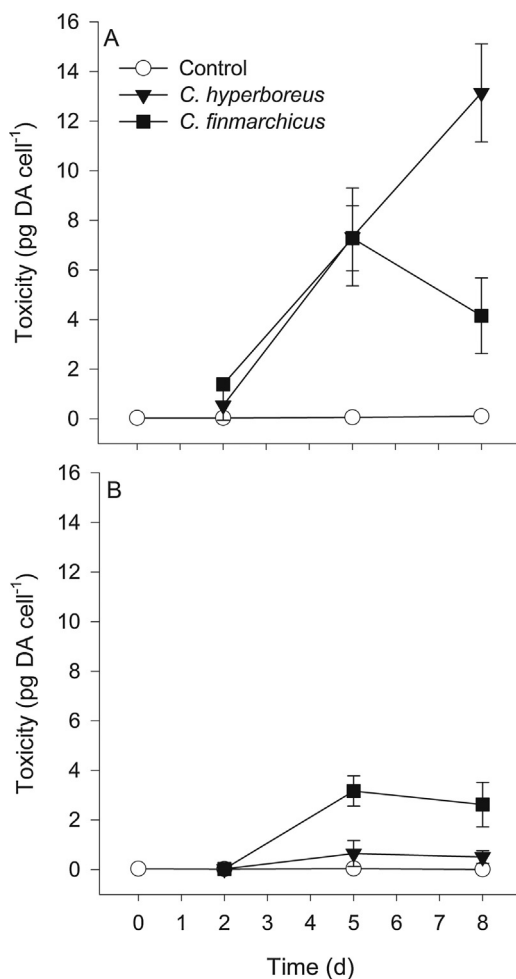 A
Control
C. hyperboreus
C. finmarchicus
Toxicity (pg DA cell⁻¹)
16
14
12
10
8
6
4
2
0
B
Toxicity (pg DA cell⁻¹)
16
14
12
10
8
6
4
2
0
0 1 2 3 4 5 6 7 8
Time (d)